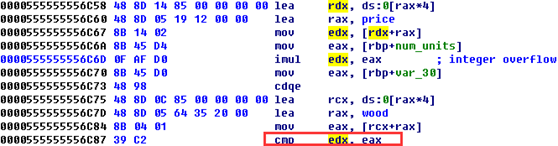 0000555555556C58 48 8D 14 85 00 00 00 00 lea rdx, ds:0[rax*4]
0000555555556C60 48 8D 05 19 12 00 00 lea rax, price
0000555555556C67 8B 14 02 mov edx, [rdx+rax]
0000555555556C6A 8B 45 D4 mov eax, [rbp+num_units]
0000555555556C6D 0F AF D0 imul edx, eax ; integer overflow
0000555555556C70 8B 45 D0 mov eax, [rbp+var_30]
0000555555556C73 48 98 cdqe
0000555555556C75 48 8D 0C 85 00 00 00 00 lea rcx, ds:0[rax*4]
0000555555556C7D 48 8D 05 64 35 20 00 lea rax, wood
0000555555556C84 8B 04 01 mov eax, [rcx+rax]
0000555555556C87 39 C2 cmp edx, eax